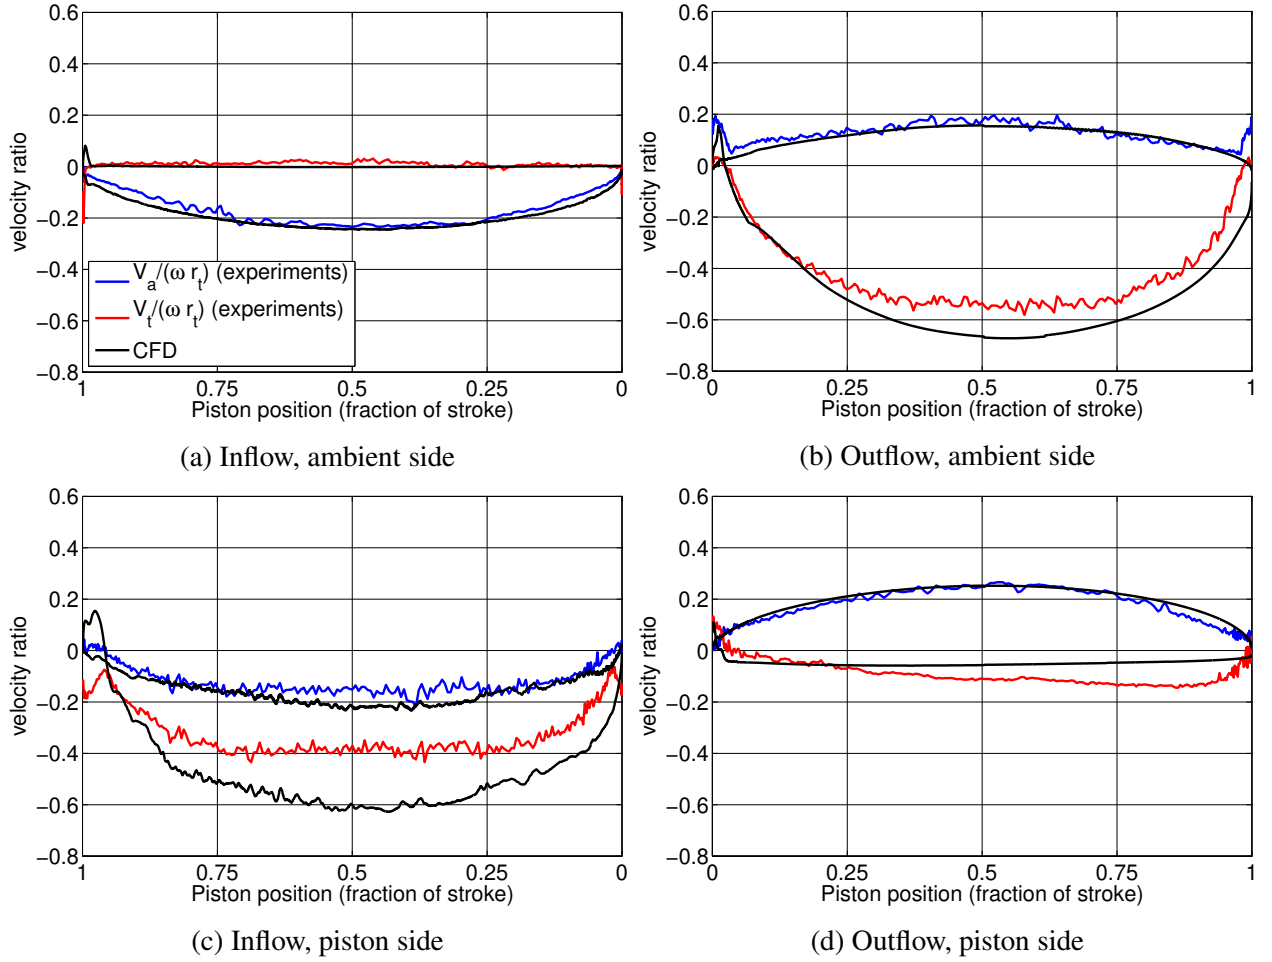 0.6
0.4
0.2
0
−0.2
−0.4
−0.6
−0.8
velocity ratio
V_a/(ω r_t) (experiments)
V_t/(ω r_t) (experiments)
CFD
1 0.75 0.5 0.25 0
Piston position (fraction of stroke)
(a) Inflow, ambient side
0.6
0.4
0.2
0
−0.2
−0.4
−0.6
−0.8
velocity ratio
0 0.25 0.5 0.75 1
Piston position (fraction of stroke)
(b) Outflow, ambient side
0.6
0.4
0.2
0
−0.2
−0.4
−0.6
−0.8
velocity ratio
1 0.75 0.5 0.25 0
Piston position (fraction of stroke)
(c) Inflow, piston side
0.6
0.4
0.2
0
−0.2
−0.4
−0.6
−0.8
velocity ratio
0 0.25 0.5 0.75 1
Piston position (fraction of stroke)
(d) Outflow, piston side